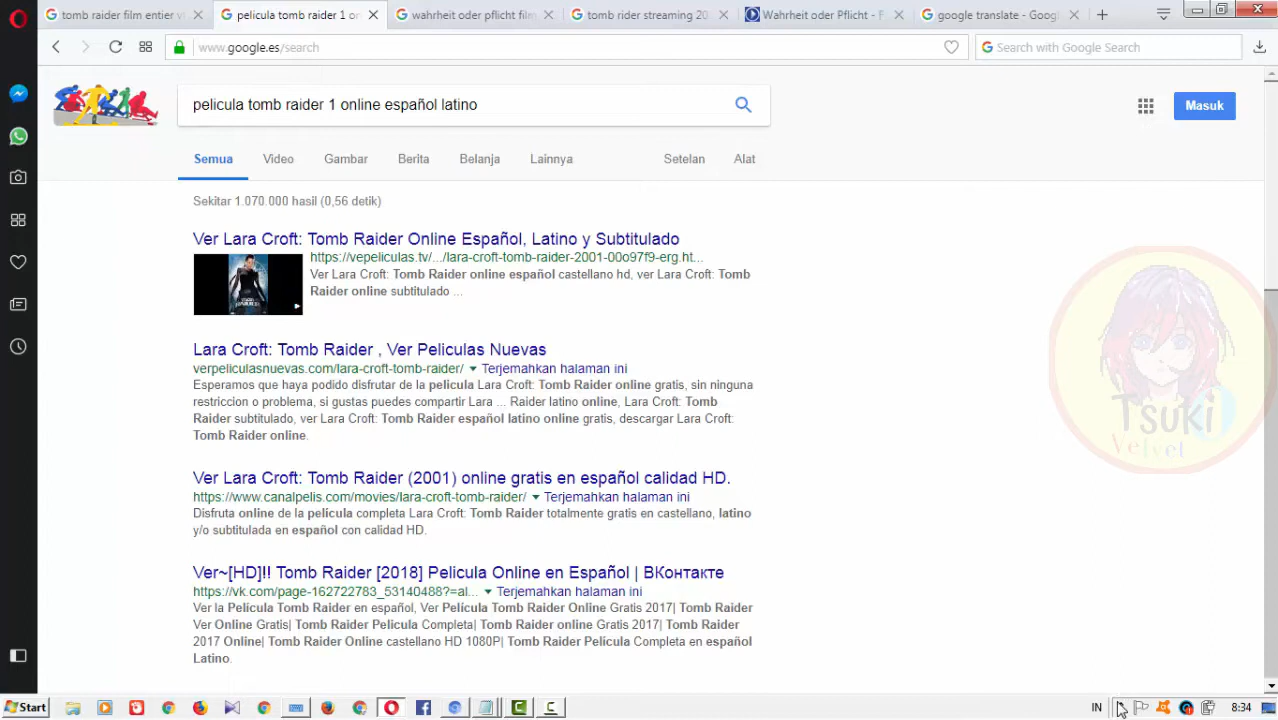 tomb raider film entier vi
pelicula tomb raider 1 on
wahrheit oder pflicht film
tomb rider streaming 20
Wahrheit oder Pflicht - F
google translate - Googl
www.google.es/search
Search with Google Search
pelicula tomb raider 1 online español latino
Masuk
Semua Video Gambar Berita Belanja Lainnya Setelan Alat
Sekitar 1.070.000 hasil (0,56 detik)
Ver Lara Croft: Tomb Raider Online Español, Latino y Subtitulado
https://vepeliculas.tv/.../lara-croft-tomb-raider-2001-00o97f9-erg.ht...
Ver Lara Croft: Tomb Raider online español castellano hd, ver Lara Croft: Tomb
Raider online subtitulado ...
Lara Croft: Tomb Raider , Ver Peliculas Nuevas
verpeliculasnuevas.com/lara-croft-tomb-raider/ Terjemahkan halaman ini
Esperamos que haya podido disfrutar de la pelicula Lara Croft: Tomb Raider online gratis, sin ninguna
restriccion o problema, si gustas puedes compartir Lara ... Raider latino online, Lara Croft: Tomb
Raider subtitulado, ver Lara Croft: Tomb Raider español latino online gratis, descargar Lara Croft:
Tomb Raider online.
Ver Lara Croft: Tomb Raider (2001) online gratis en español calidad HD.
https://www.canalpelis.com/movies/lara-croft-tomb-raider/ Terjemahkan halaman ini
Disfruta online de la pelicula completa Lara Croft: Tomb Raider totalmente gratis en castellano, latino
y/o subtitulada en español con calidad HD.
Ver~[HD]!! Tomb Raider [2018] Pelicula Online en Español | ВКонтакте
https://vk.com/page-162722783_53140488?=al... Terjemahkan halaman ini
Ver la Película Tomb Raider en español, Ver Película Tomb Raider Online Gratis 2017| Tomb Raider
Ver Online Gratis| Tomb Raider Película Completa| Tomb Raider online Gratis 2017| Tomb Raider
2017 Online| Tomb Raider Online castellano HD 1080P| Tomb Raider Película Completa en español
Latino.
Tsuki
Velvet
Start
IN
8:34